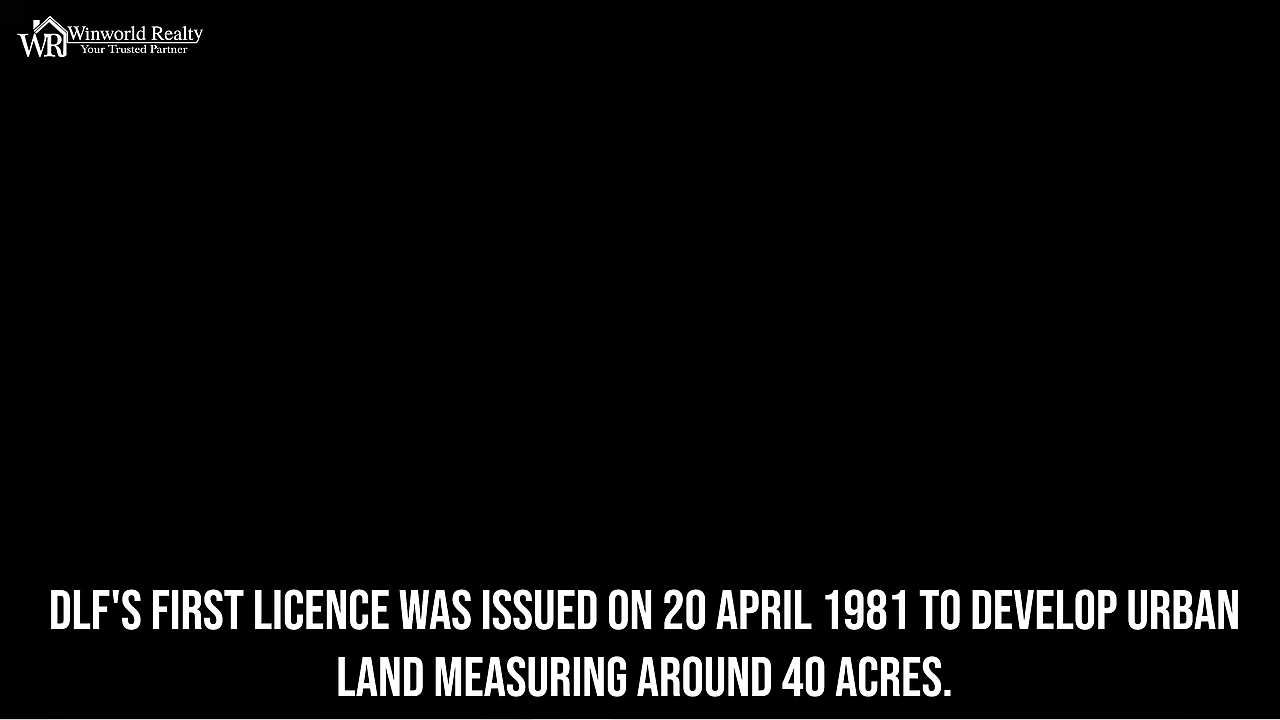 WR Winworld Realty
Your Trusted Partner
DLF'S FIRST LICENCE WAS ISSUED ON 20 APRIL 1981 TO DEVELOP URBAN
LAND MEASURING AROUND 40 ACRES.